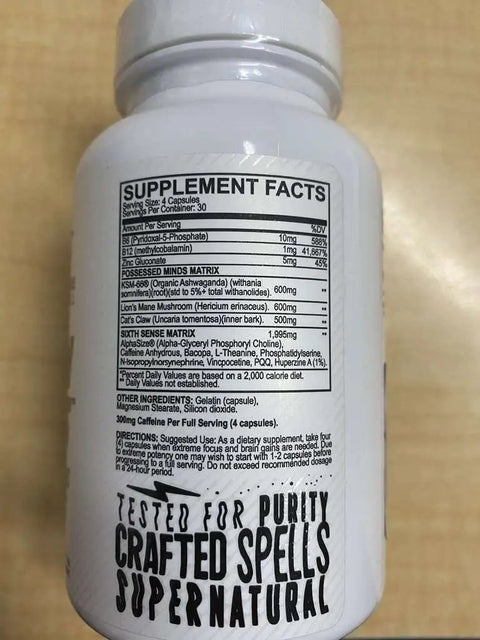 SUPPLEMENT FACTS
Serving Size: 4 Capsules
Servings Per Container: 30
Amount Per Serving %DV
B6 (Pyridoxal-5-Phosphate) 10mg 588%
B12 (methylcobalamin) 1mg 41,667%
Zinc Gluconate 5mg 45%
POSSESSED MINDS MATRIX
KSM-66® (Organic Ashwaganda) (withania
somnifera)(root)(std to 5%+ total withanolides). 600mg **
Lion's Mane Mushroom (Hericium erinaceus). 600mg **
Cat's Claw (Uncaria tomentosa)(inner bark). 500mg **
SIXTH SENSE MATRIX 1,995mg **
AlphaSize® (Alpha-Glyceryl Phosphoryl Choline),
Caffeine Anhydrous, Bacopa, L-Theanine, Phosphatidylserine,
N-Isopropylnorsynephrine, Vinpocetine, PQQ, Huperzine A (1%).
*Percent Daily Values are based on a 2,000 calorie diet.
** Daily Values not established.
OTHER INGREDIENTS: Gelatin (capsule),
Magnesium Stearate, Silicon dioxide.
300mg Caffeine Per Full Serving (4 capsules).
DIRECTIONS: Suggested Use: As a dietary supplement, take four
(4) capsules when extreme focus and brain gains are needed. Due
to extreme potency one may wish to start with 1-2 capsules before
progressing to a full serving. Do not exceed recommended dosage
in a 24-hour period.
TESTED FOR PURITY
CRAFTED SPELLS
SUPERNATURAL